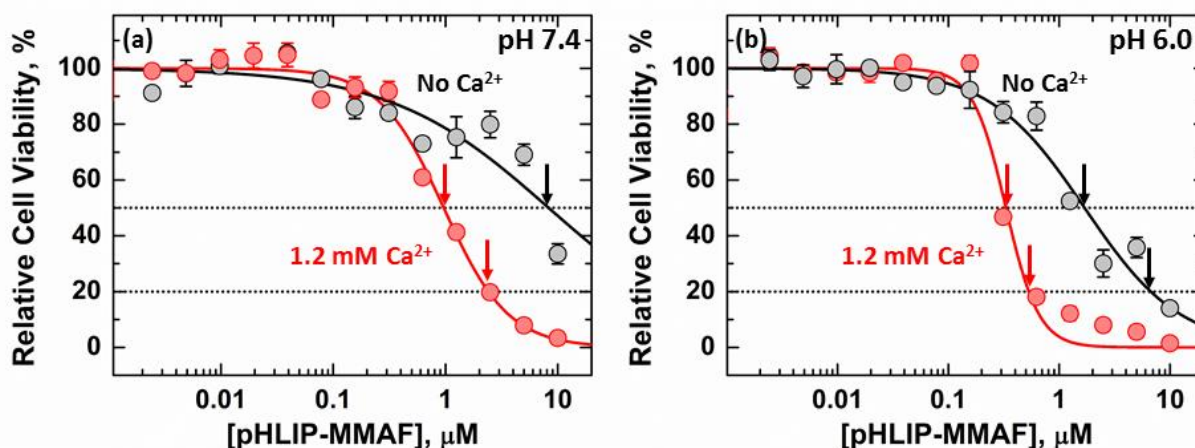 (a)
pH 7.4
No Ca²⁺
1.2 mM Ca²⁺
Relative Cell Viability, %
100
80
60
40
20
0
0.01
0.1
1
10
[pHLIP-MMAF], μM
(b)
pH 6.0
No Ca²⁺
1.2 mM Ca²⁺
Relative Cell Viability, %
100
80
60
40
20
0
0.01
0.1
1
10
[pHLIP-MMAF], μM